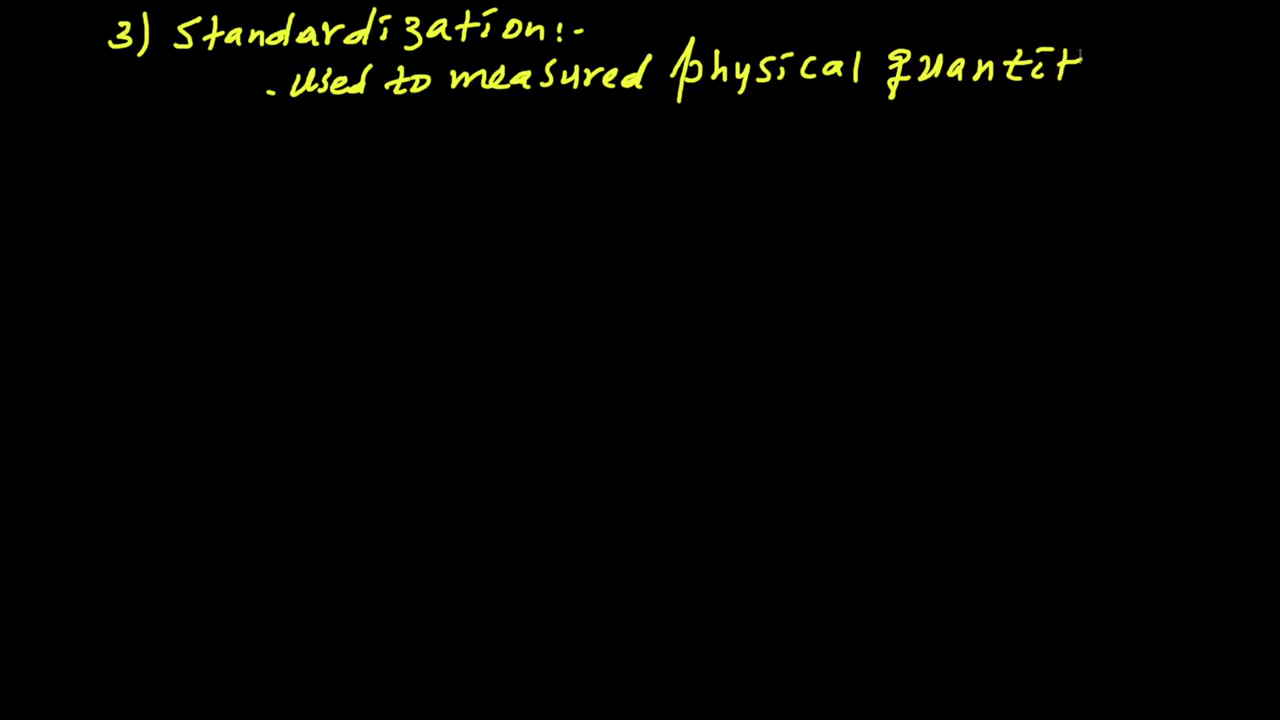 3) Standardization:-
. used to measured physical quantit